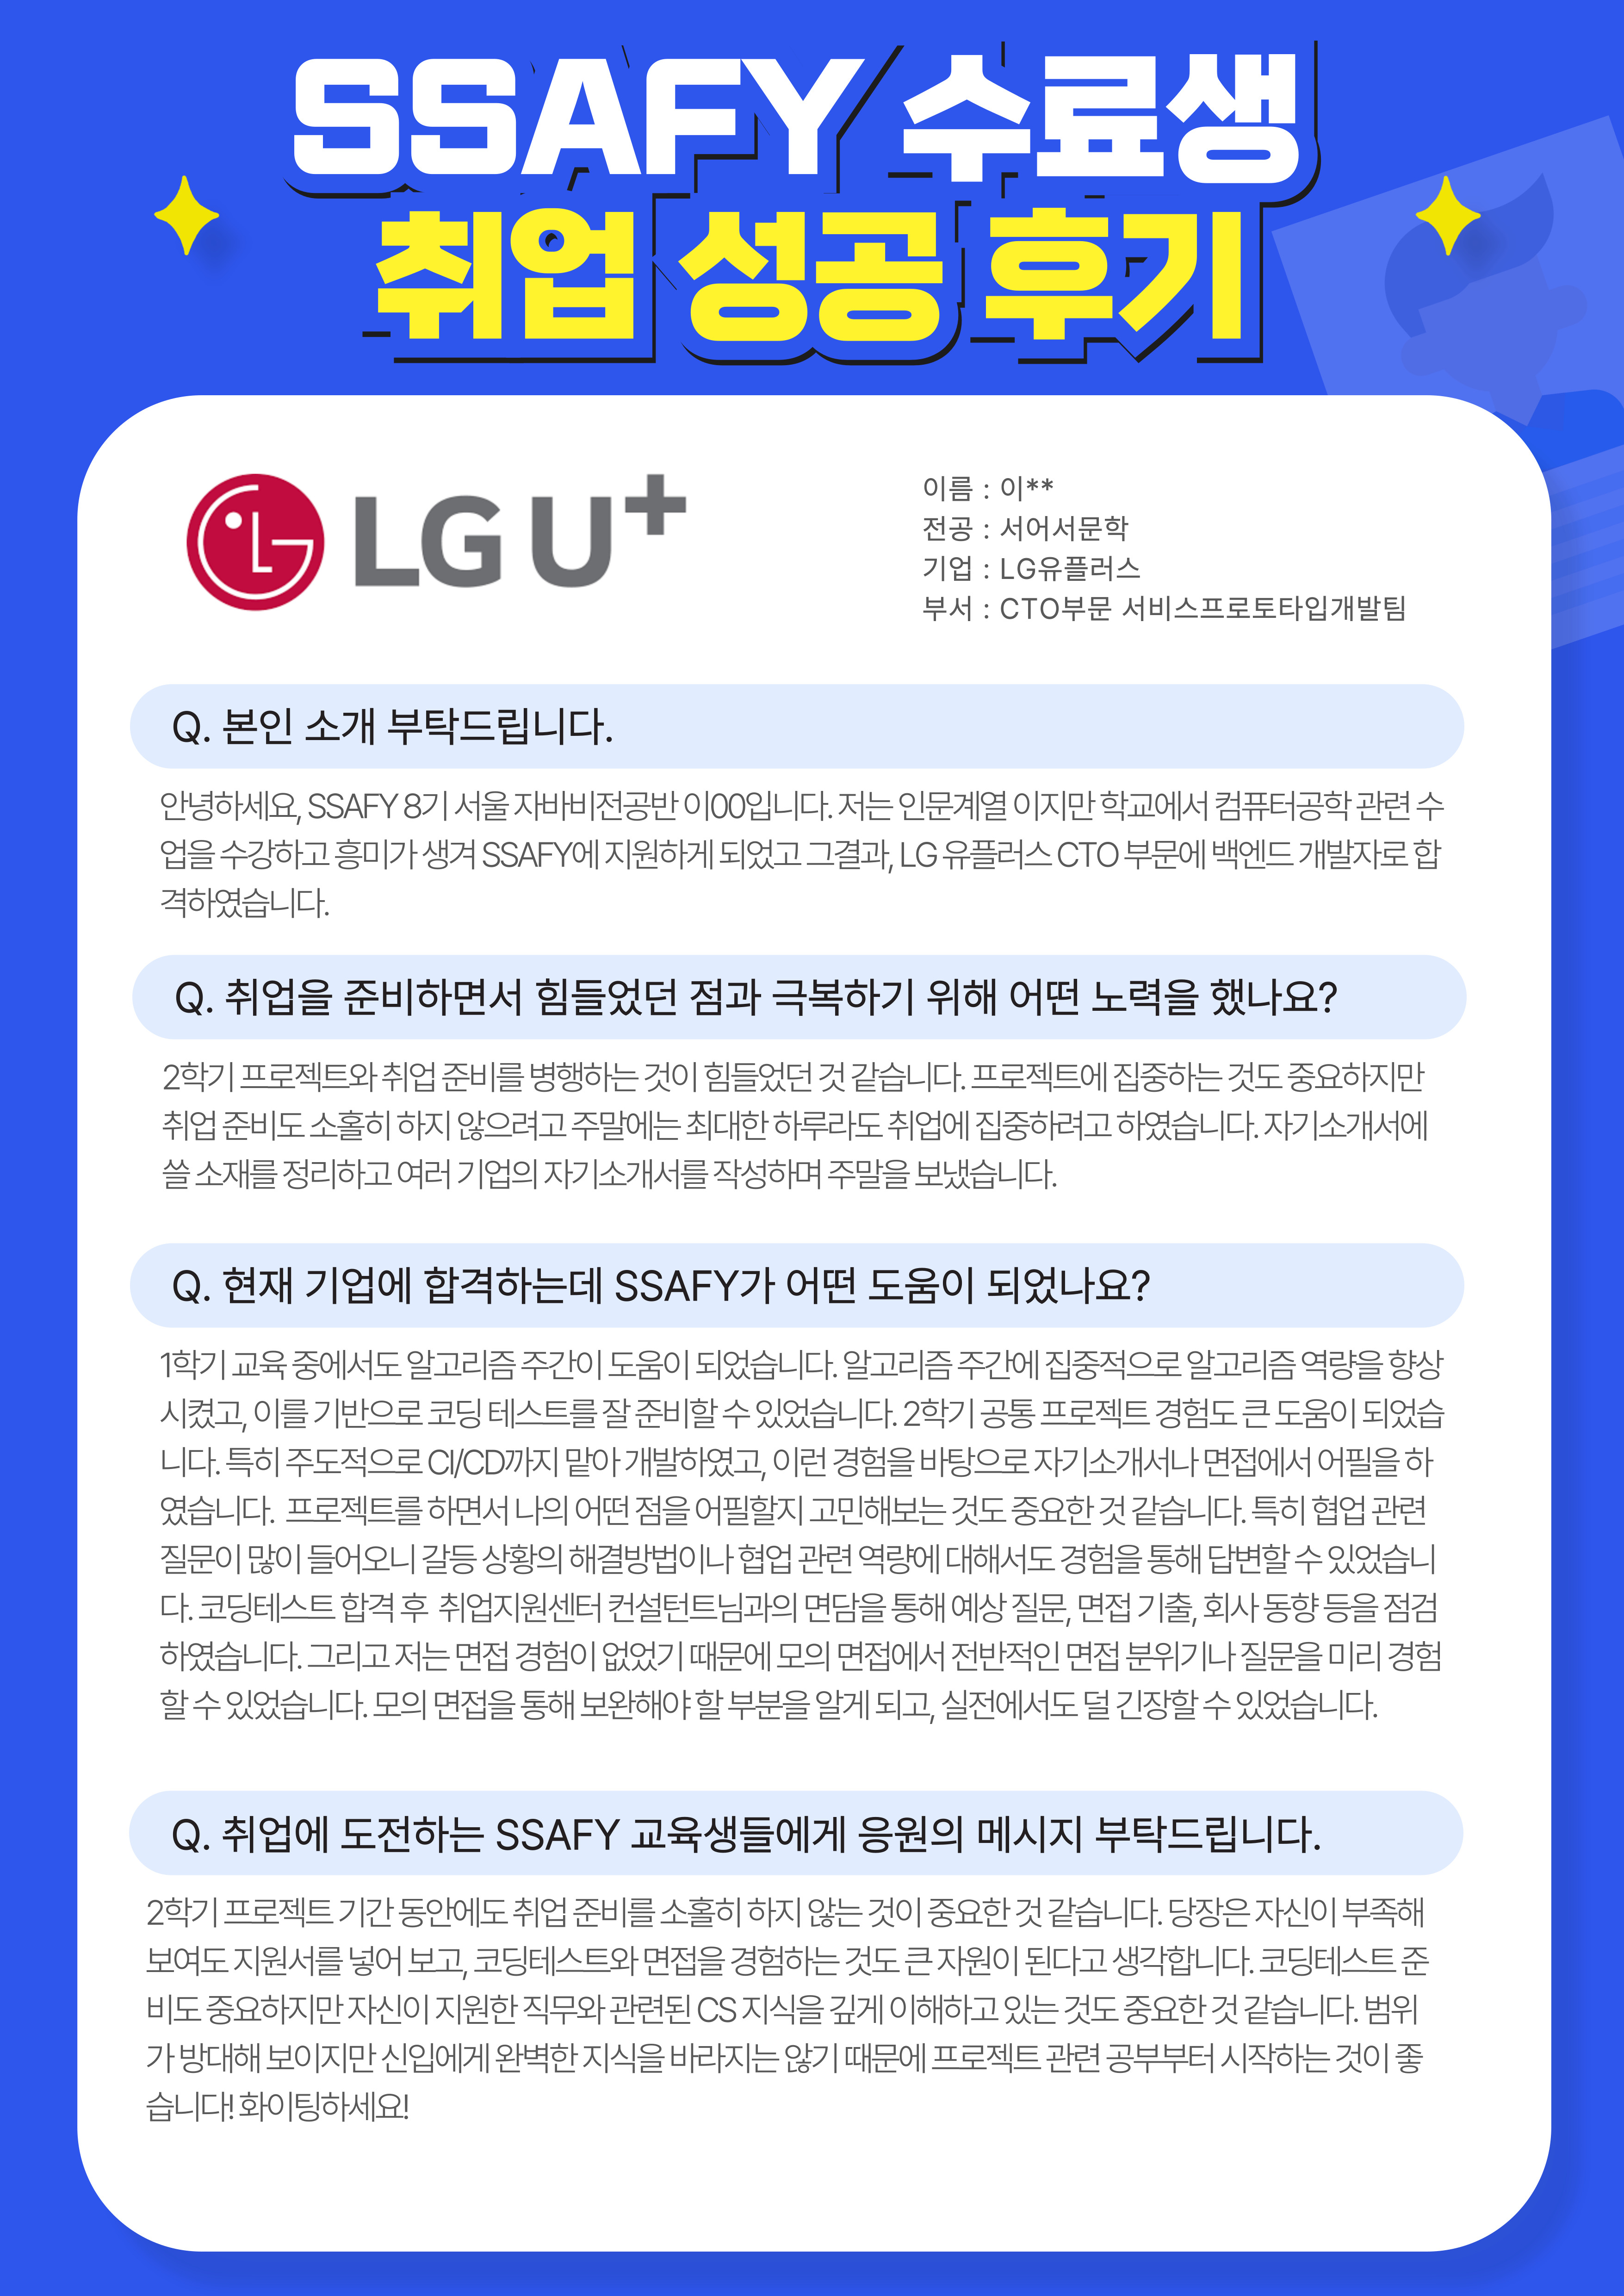 SSAFY 수료생
취업 성공 후기
LG U+
이름 : 이**
전공 : 서어서문학
기업 : LG유플러스
부서 : CTO부문 서비스프로토타입개발팀
Q. 본인 소개 부탁드립니다.
안녕하세요, SSAFY 8기 서울 자바비전공반 이00입니다. 저는 인문계열 이지만 학교에서 컴퓨터공학 관련 수
업을 수강하고 흥미가 생겨 SSAFY에 지원하게 되었고 그결과, LG 유플러스 CTO 부문에 백엔드 개발자로 합
격하였습니다.
Q. 취업을 준비하면서 힘들었던 점과 극복하기 위해 어떤 노력을 했나요?
2학기 프로젝트와 취업 준비를 병행하는 것이 힘들었던 것 같습니다. 프로젝트에 집중하는 것도 중요하지만
취업 준비도 소홀히 하지 않으려고 주말에는 최대한 하루라도 취업에 집중하려고 하였습니다. 자기소개서에
쓸 소재를 정리하고 여러 기업의 자기소개서를 작성하며 주말을 보냈습니다.
Q. 현재 기업에 합격하는데 SSAFY가 어떤 도움이 되었나요?
1학기 교육 중에서도 알고리즘 주간이 도움이 되었습니다. 알고리즘 주간에 집중적으로 알고리즘 역량을 향상
시켰고, 이를 기반으로 코딩 테스트를 잘 준비할 수 있었습니다. 2학기 공통 프로젝트 경험도 큰 도움이 되었습
니다. 특히 주도적으로 CI/CD까지 맡아 개발하였고, 이런 경험을 바탕으로 자기소개서나 면접에서 어필을 하
였습니다. 프로젝트를 하면서 나의 어떤 점을 어필할지 고민해보는 것도 중요한 것 같습니다. 특히 협업 관련
질문이 많이 들어오니 갈등 상황의 해결방법이나 협업 관련 역량에 대해서도 경험을 통해 답변할 수 있었습니
다. 코딩테스트 합격 후 취업지원센터 컨설턴트님과의 면담을 통해 예상 질문, 면접 기출, 회사 동향 등을 점검
하였습니다. 그리고 저는 면접 경험이 없었기 때문에 모의 면접에서 전반적인 면접 분위기나 질문을 미리 경험
할 수 있었습니다. 모의 면접을 통해 보완해야 할 부분을 알게 되고, 실전에서도 덜 긴장할 수 있었습니다.
Q. 취업에 도전하는 SSAFY 교육생들에게 응원의 메시지 부탁드립니다.
2학기 프로젝트 기간 동안에도 취업 준비를 소홀히 하지 않는 것이 중요한 것 같습니다. 당장은 자신이 부족해
보여도 지원서를 넣어 보고, 코딩테스트와 면접을 경험하는 것도 큰 자원이 된다고 생각합니다. 코딩테스트 준
비도 중요하지만 자신이 지원한 직무와 관련된 CS 지식을 깊게 이해하고 있는 것도 중요한 것 같습니다. 범위
가 방대해 보이지만 신입에게 완벽한 지식을 바라지는 않기 때문에 프로젝트 관련 공부부터 시작하는 것이 좋
습니다! 화이팅하세요!